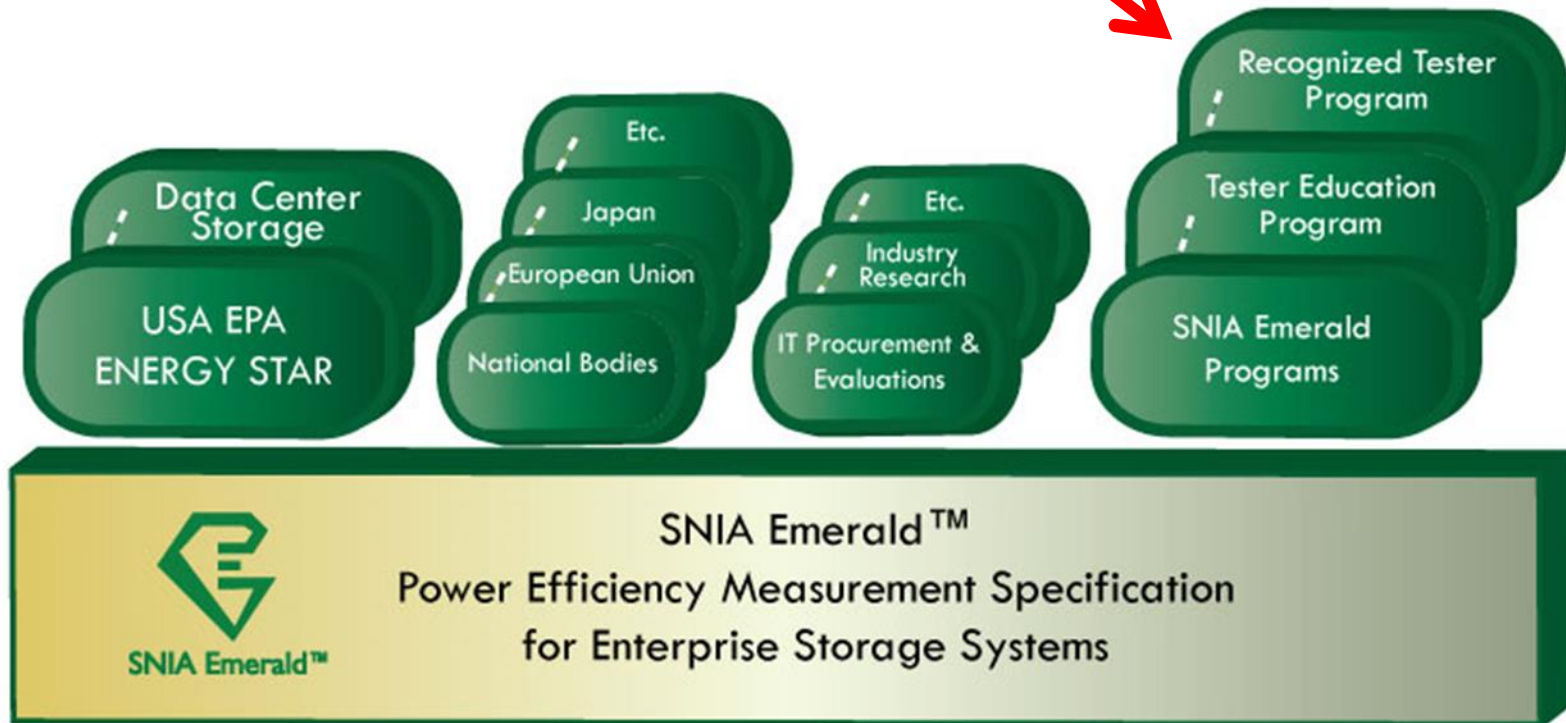 Data Center
Storage
USA EPA
ENERGY STAR
Etc.
Japan
European Union
National Bodies
Etc.
Industry
Research
IT Procurement &
Evaluations
Recognized Tester
Program
Tester Education
Program
SNIA Emerald
Programs
SNIA Emerald™
SNIA Emerald™
Power Efficiency Measurement Specification
for Enterprise Storage Systems